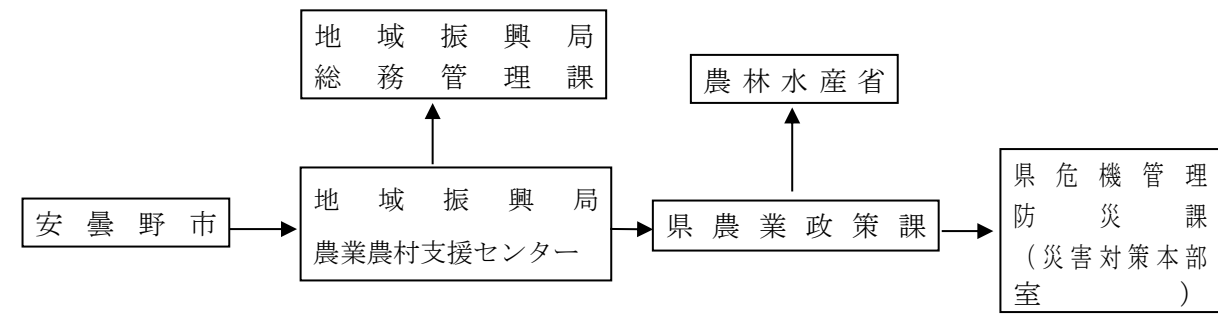 地域振興局
総務管理課
農林水産省
安曇野市
地域振興局
農業農村支援センター
県農業政策課
県危機管理
防災課
（災害対策本部
室）